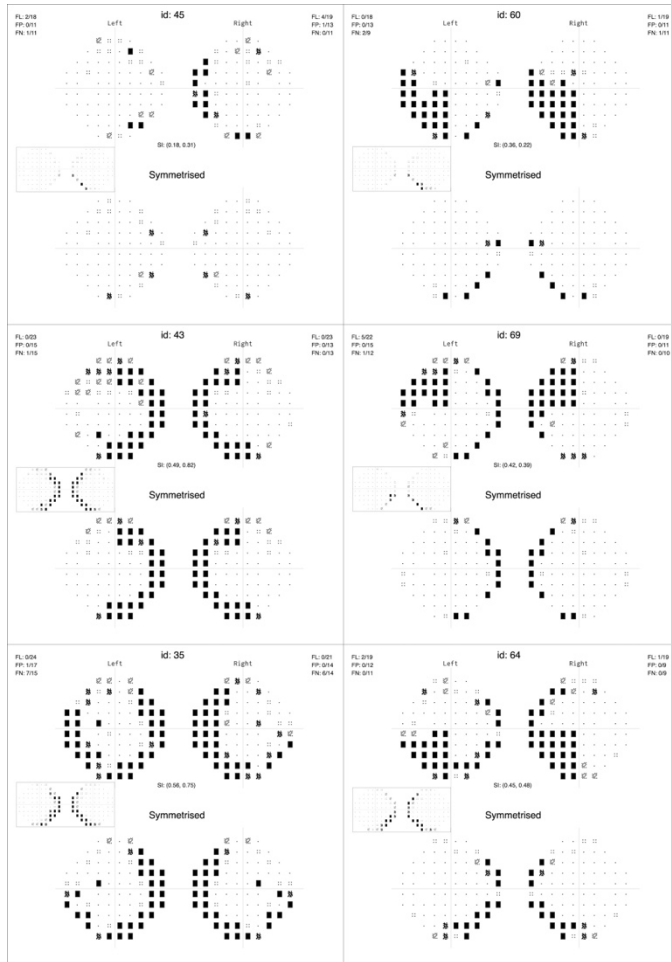 FL: 2/18
FP: 0/11
FN: 1/11
id: 45
Left
Right
FL: 4/19
FP: 1/13
FN: 0/11
SI: (0.18, 0.31)
Symmetrised
FL: 0/18
FP: 0/13
FN: 2/9
id: 60
Left
Right
FL: 1/19
FP: 0/11
FN: 1/11
SI: (0.36, 0.22)
Symmetrised
FL: 0/23
FP: 0/15
FN: 1/15
id: 43
Left
Right
FL: 0/23
FP: 0/13
FN: 0/13
SI: (0.49, 0.82)
Symmetrised
FL: 5/22
FP: 0/15
FN: 1/12
id: 69
Left
Right
FL: 0/19
FP: 0/11
FN: 0/10
SI: (0.42, 0.39)
Symmetrised
FL: 0/24
FP: 1/17
FN: 7/15
id: 35
Left
Right
FL: 0/21
FP: 0/14
FN: 6/14
SI: (0.56, 0.75)
Symmetrised
FL: 2/19
FP: 0/12
FN: 0/11
id: 64
Left
Right
FL: 1/19
FP: 0/9
FN: 0/9
SI: (0.45, 0.48)
Symmetrised